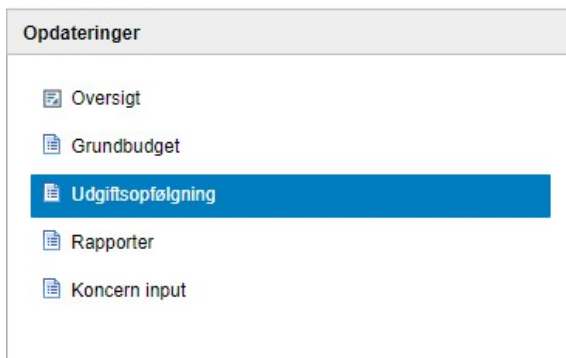 Opdateringer
Oversigt
Grundbudget
Udgiftsopfølgning
Rapporter
Koncern input